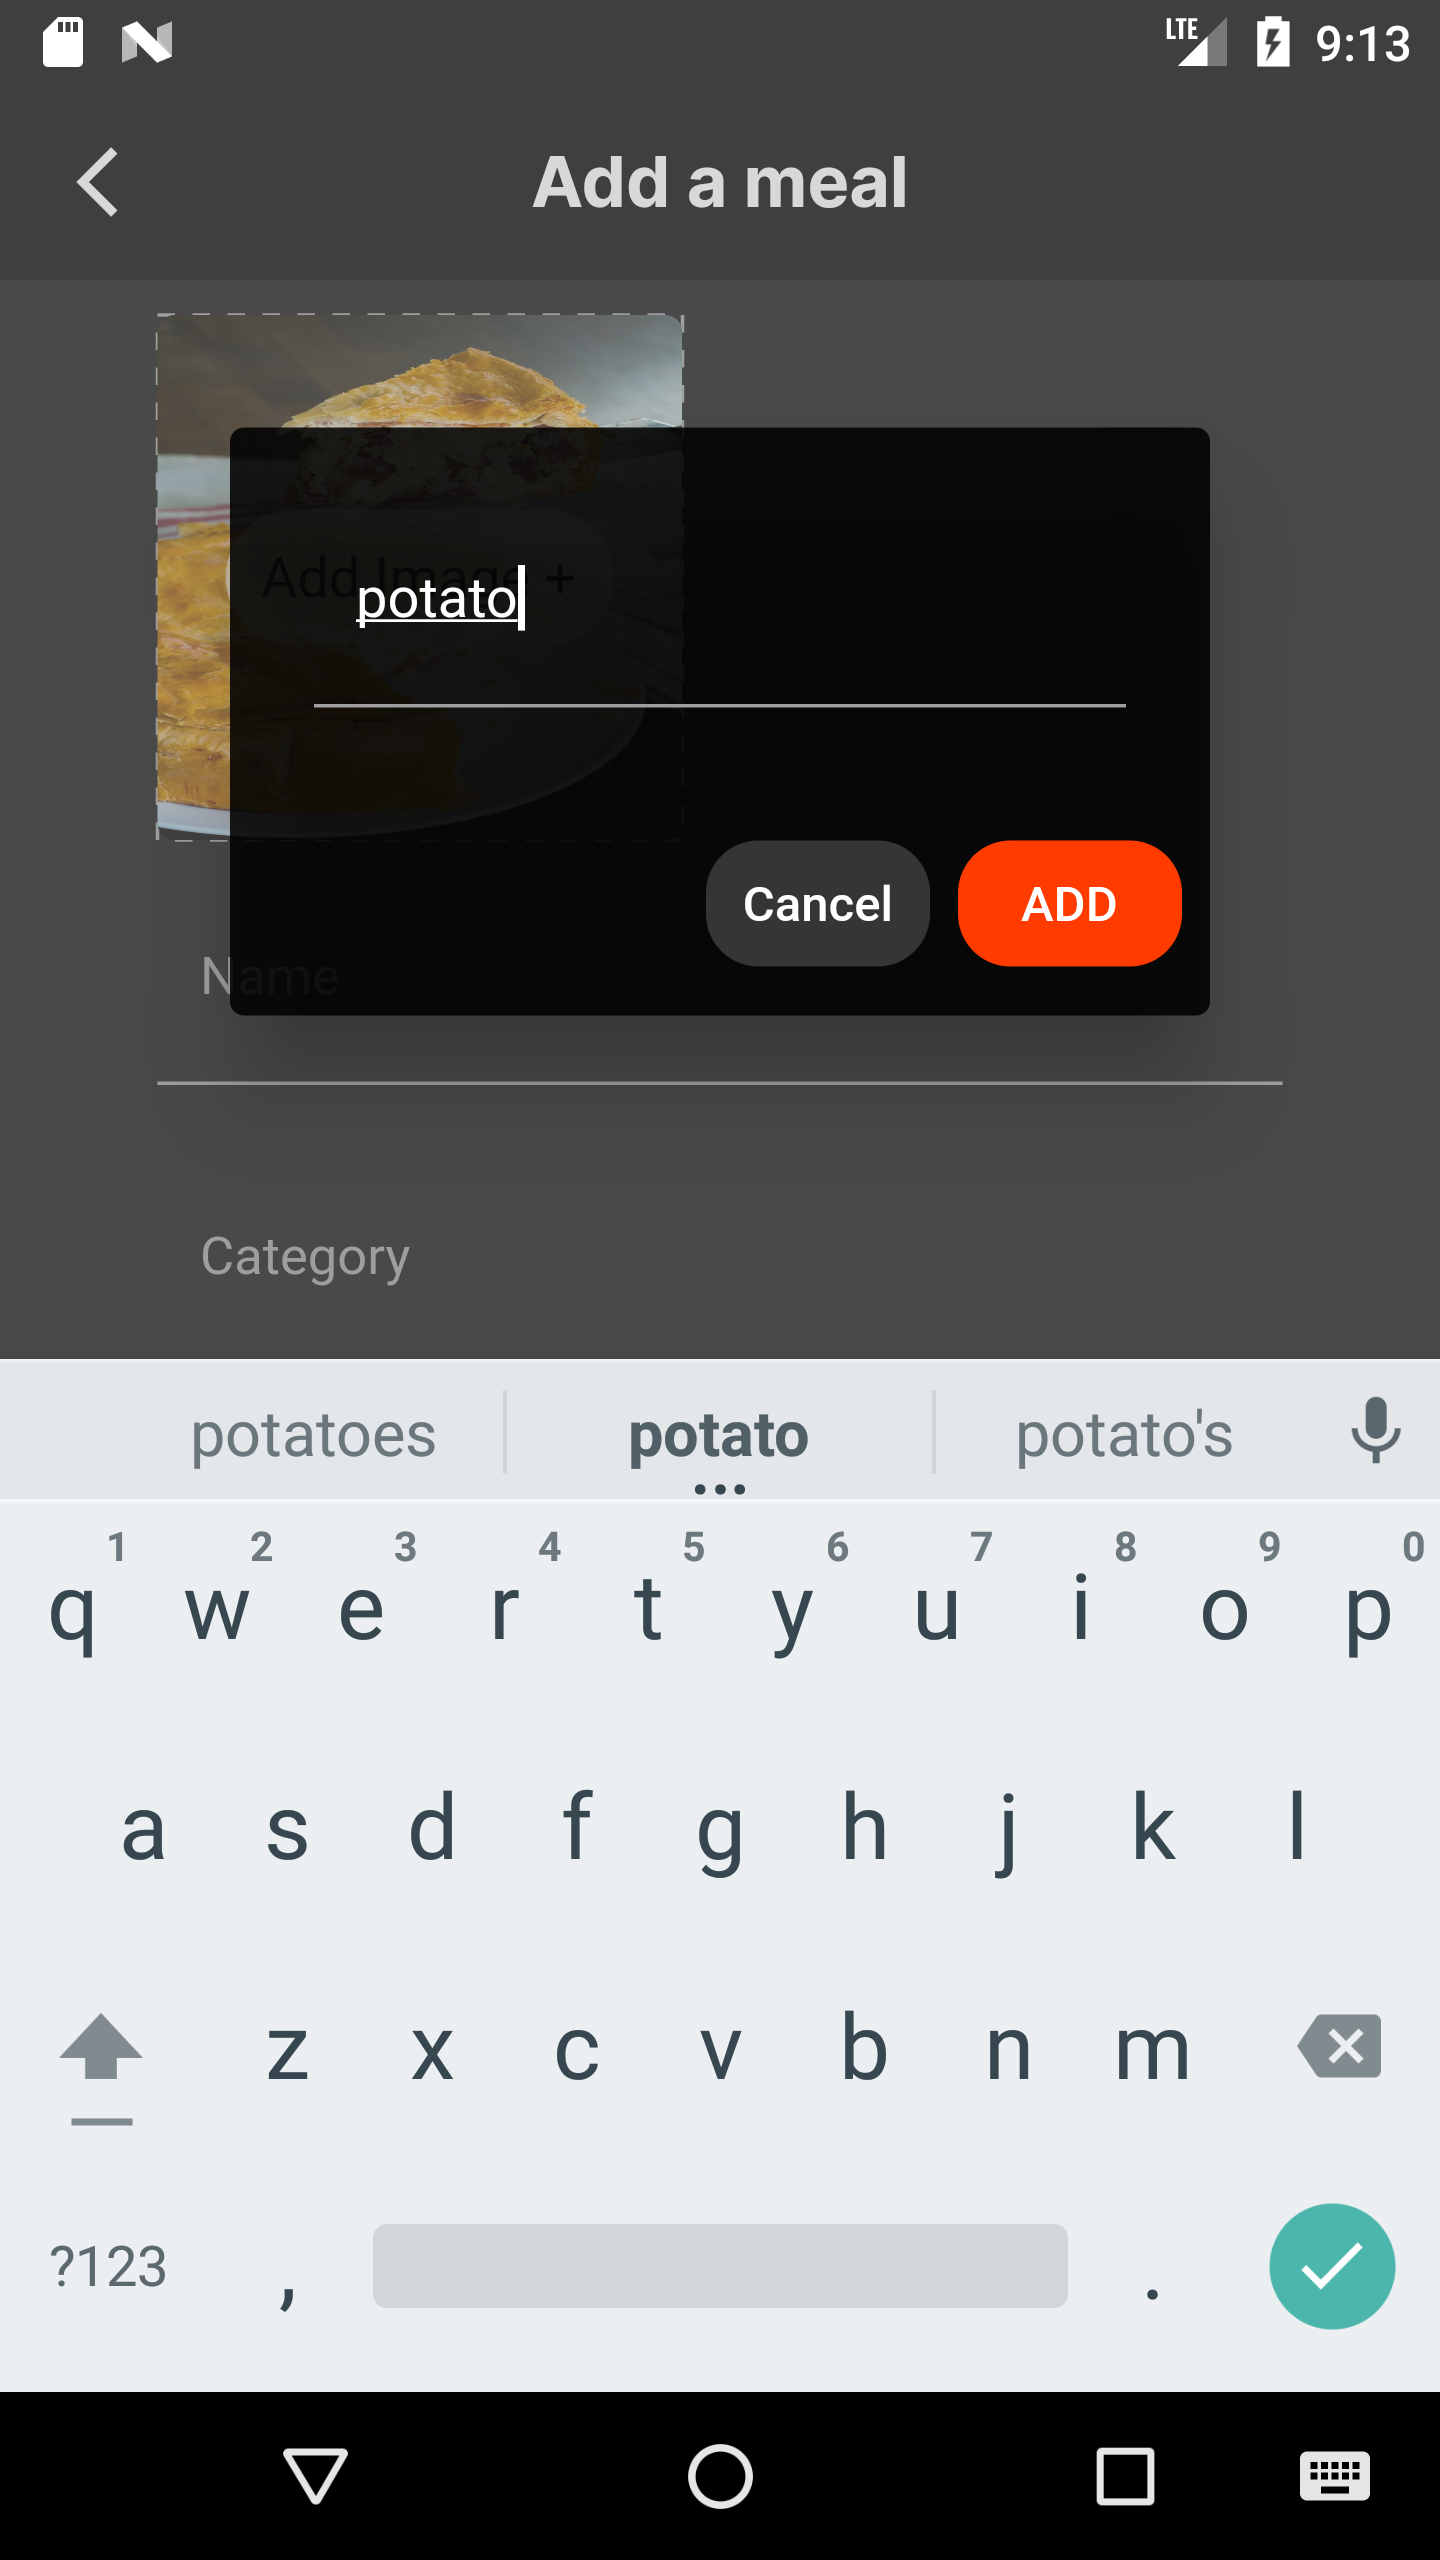 LTE 9:13
Add a meal
Add Image +
potato
Cancel ADD
Name
Category
potatoes potato potato's
1 2 3 4 5 6 7 8 9 0
q w e r t y u i o p
a s d f g h j k l
z x c v b n m
?123 , .